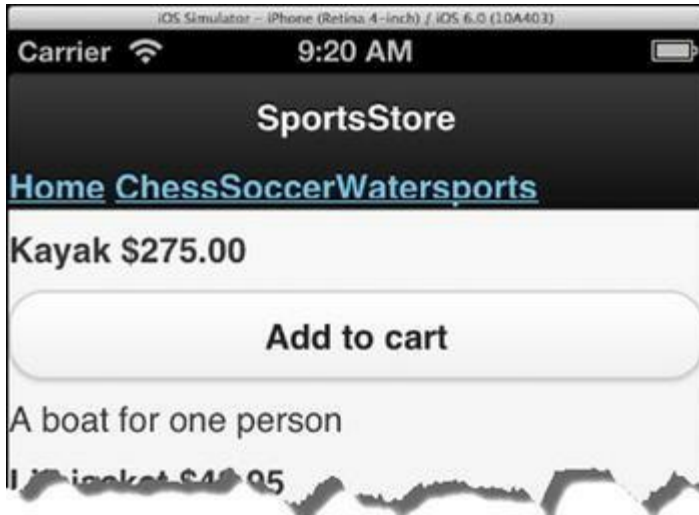 iOS Simulator – iPhone (Retina 4-inch) / iOS 6.0 (10A403)
Carrier 9:20 AM
SportsStore
Home ChessSoccerWatersports
Kayak $275.00
Add to cart
A boat for one person